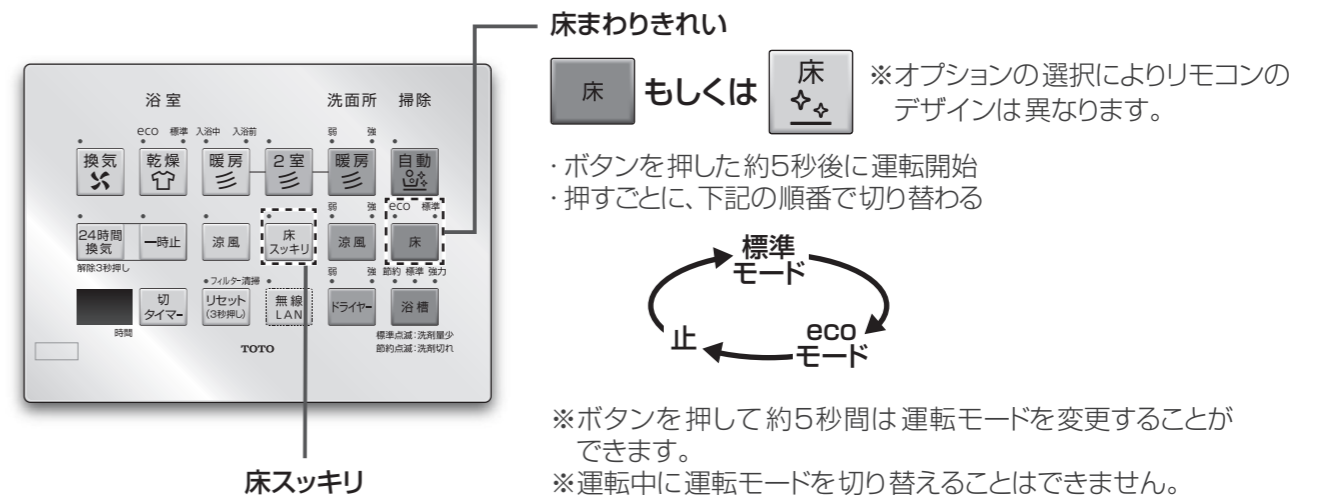 床まわりきれい
床 もしくは 床
※オプションの選択によりリモコンの
デザインは異なります。
・ボタンを押した約5秒後に運転開始
・押すごとに、下記の順番で切り替わる
標準
モード
eco
モード
止
※ボタンを押して約5秒間は運転モードを変更することが
できます。
※運転中に運転モードを切り替えることはできません。
浴室 洗面所 掃除
eco 標準 入浴中 入浴前 弱 強
換気 乾燥 暖房 2室 暖房 自動
弱 強 eco 標準
24時間
換気
一時止 涼風
床
スッキリ
涼風 床
解除3秒押し
・フィルター清掃 弱 強 節約 標準 強力
切
タイマー
リセット
(3秒押し)
無線
LAN
ドライヤー 浴槽
時間
標準点滅:洗剤量少
節約点滅:洗剤切れ
TOTO
床スッキリ